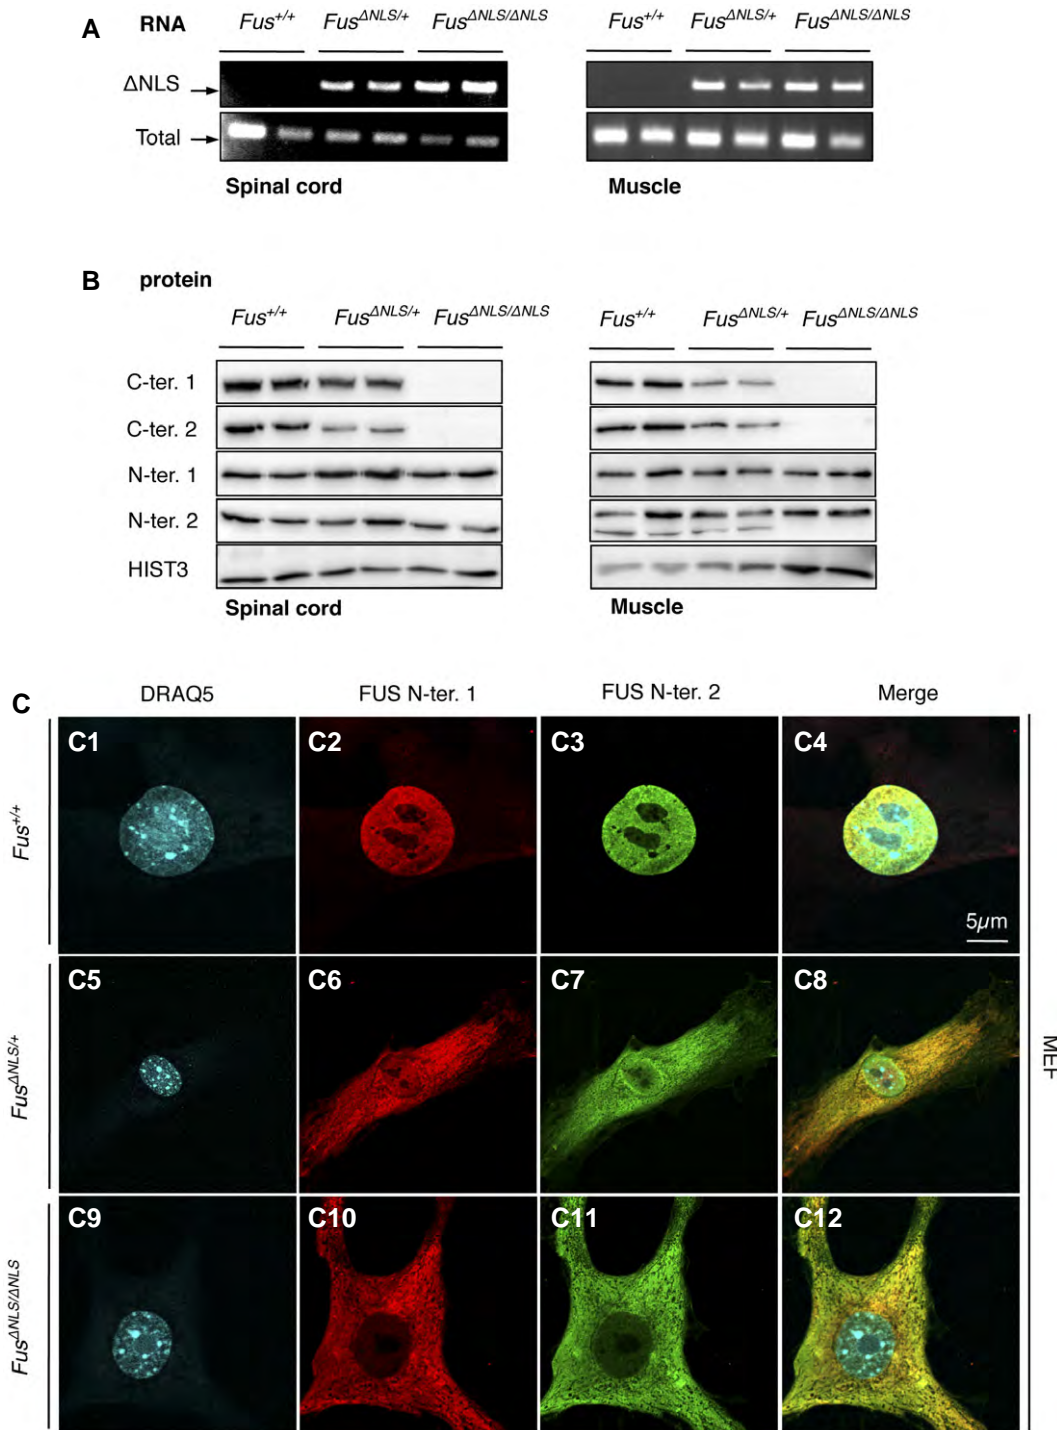 A RNA Fus+/+ FusΔNLS/+ FusΔNLS/ΔNLS Fus+/+ FusΔNLS/+ FusΔNLS/ΔNLS
ΔNLS
Total
Spinal cord Muscle
B protein
Fus+/+ FusΔNLS/+ FusΔNLS/ΔNLS Fus+/+ FusΔNLS/+ FusΔNLS/ΔNLS
C-ter. 1
C-ter. 2
N-ter. 1
N-ter. 2
HIST3
Spinal cord Muscle
C DRAQ5 FUS N-ter. 1 FUS N-ter. 2 Merge
Fus+/+ C1 C2 C3 C4
5µm
FusΔNLS/+ C5 C6 C7 C8
MEF
FusΔNLS/ΔNLS C9 C10 C11 C12